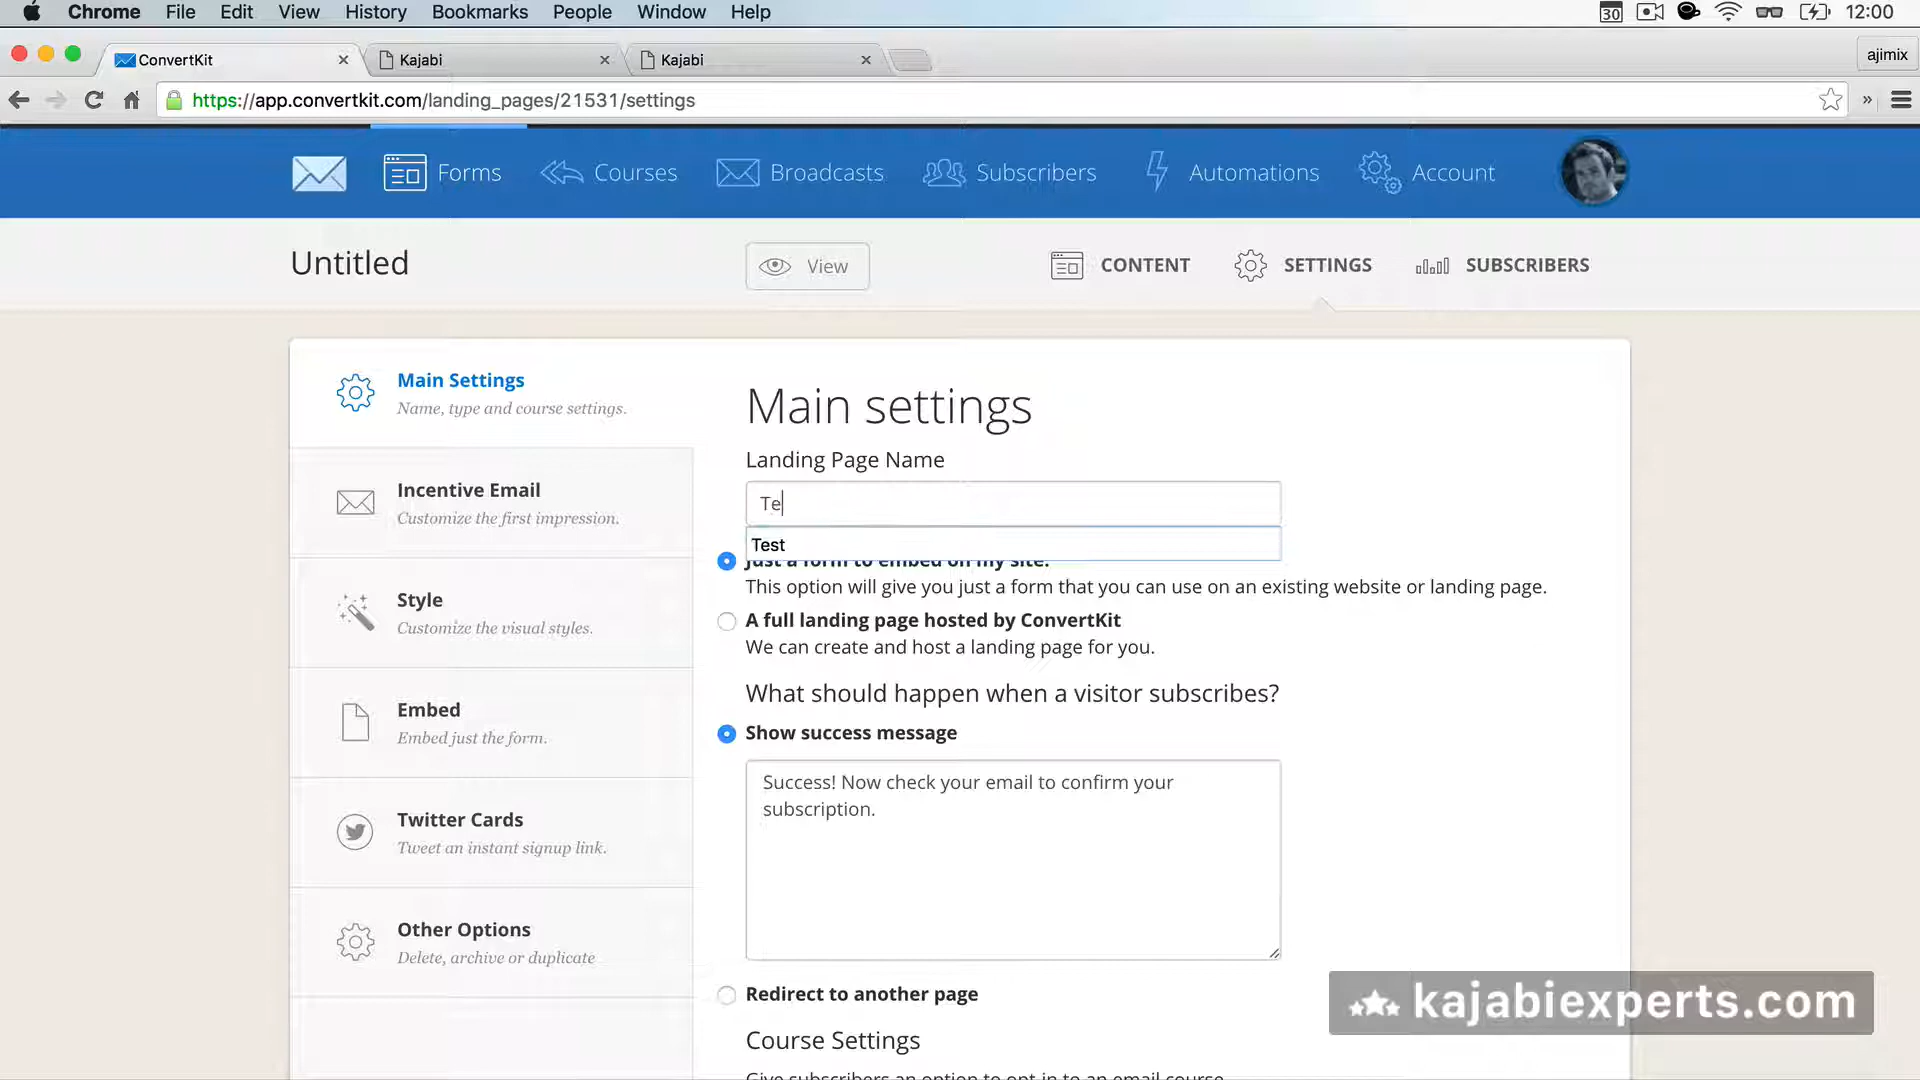 Chrome File Edit View History Bookmarks People Window Help 30 12:00
ConvertKit Kajabi Kajabi ajimix
https://app.convertkit.com/landing_pages/21531/settings »
Forms Courses Broadcasts Subscribers Automations Account
Untitled View CONTENT SETTINGS SUBSCRIBERS
Main Settings
Name, type and course settings.
Incentive Email
Customize the first impression.
Style
Customize the visual styles.
Embed
Embed just the form.
Twitter Cards
Tweet an instant signup link.
Other Options
Delete, archive or duplicate
Main settings
Landing Page Name
Te
Test
Just a form to embed on my site.
This option will give you just a form that you can use on an existing website or landing page.
A full landing page hosted by ConvertKit
We can create and host a landing page for you.
What should happen when a visitor subscribes?
Show success message
Success! Now check your email to confirm your
subscription.
Redirect to another page
Course Settings
Give subscribers an option to opt-in to an email course
kajabiexperts.com